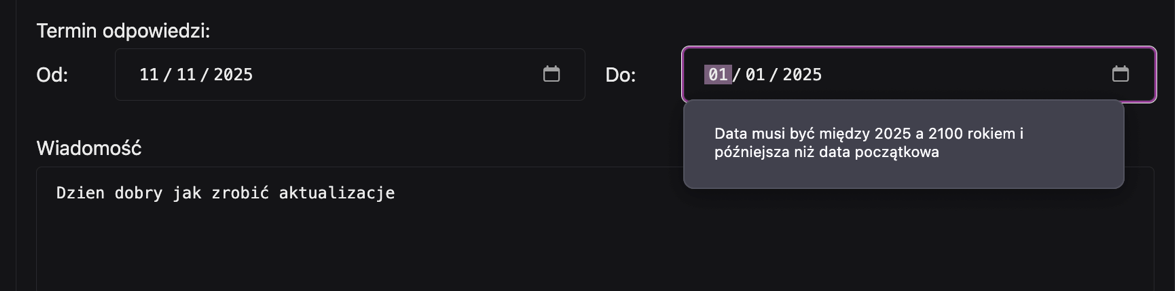 Termin odpowiedzi:
Od: 11/11/2025 Do: 01/01/2025
Data musi być między 2025 a 2100 rokiem i
późniejsza niż data początkowa
Wiadomość
Dzien dobry jak zrobić aktualizacje